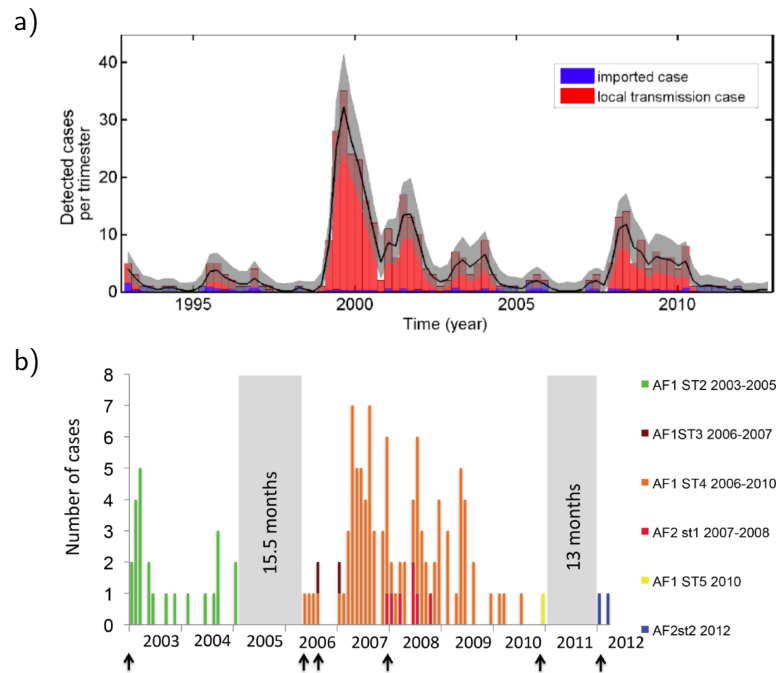 a)
Detected cases
per trimester
40
30
20
10
0
imported case
local transmission case
1995
2000
2005
2010
Time (year)
b)
Number of cases
8
7
6
5
4
3
2
1
0
15.5 months
13 months
2003
2004
2005
2006
2007
2008
2009
2010
2011
2012
AF1 ST2 2003-2005
AF1ST3 2006-2007
AF1 ST4 2006-2010
AF2 st1 2007-2008
AF1 ST5 2010
AF2st2 2012